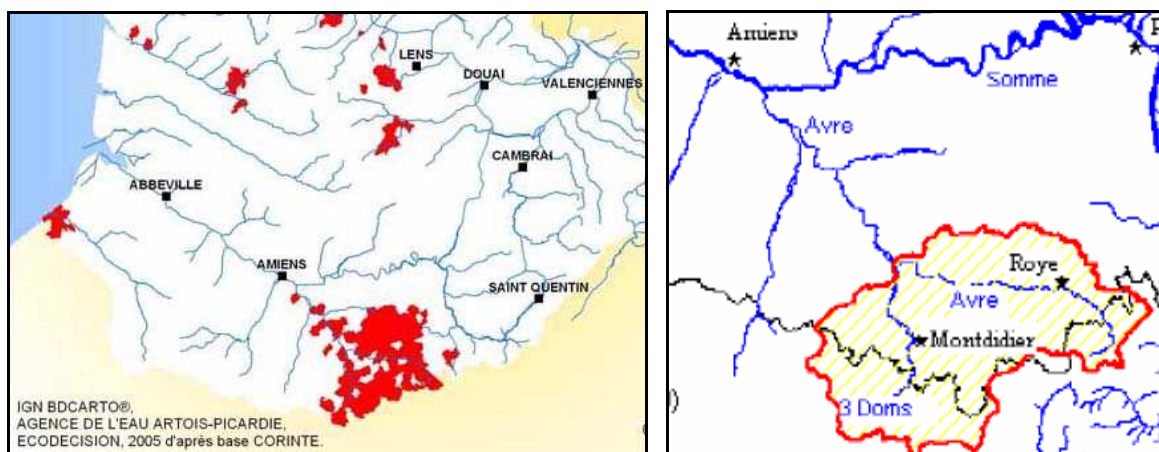 LENS
DOUAI
VALENCIENNES
CAMBRAI
ABBEVILLE
AMIENS
SAINT QUENTIN
IGN BDCARTO®,
AGENCE DE L'EAU ARTOIS-PICARDIE,
ECODECISION, 2005 d'après base CORINTE.
Amiens
P
Somme
Avre
Roye
Avre
Montdidier
3 Doms
)